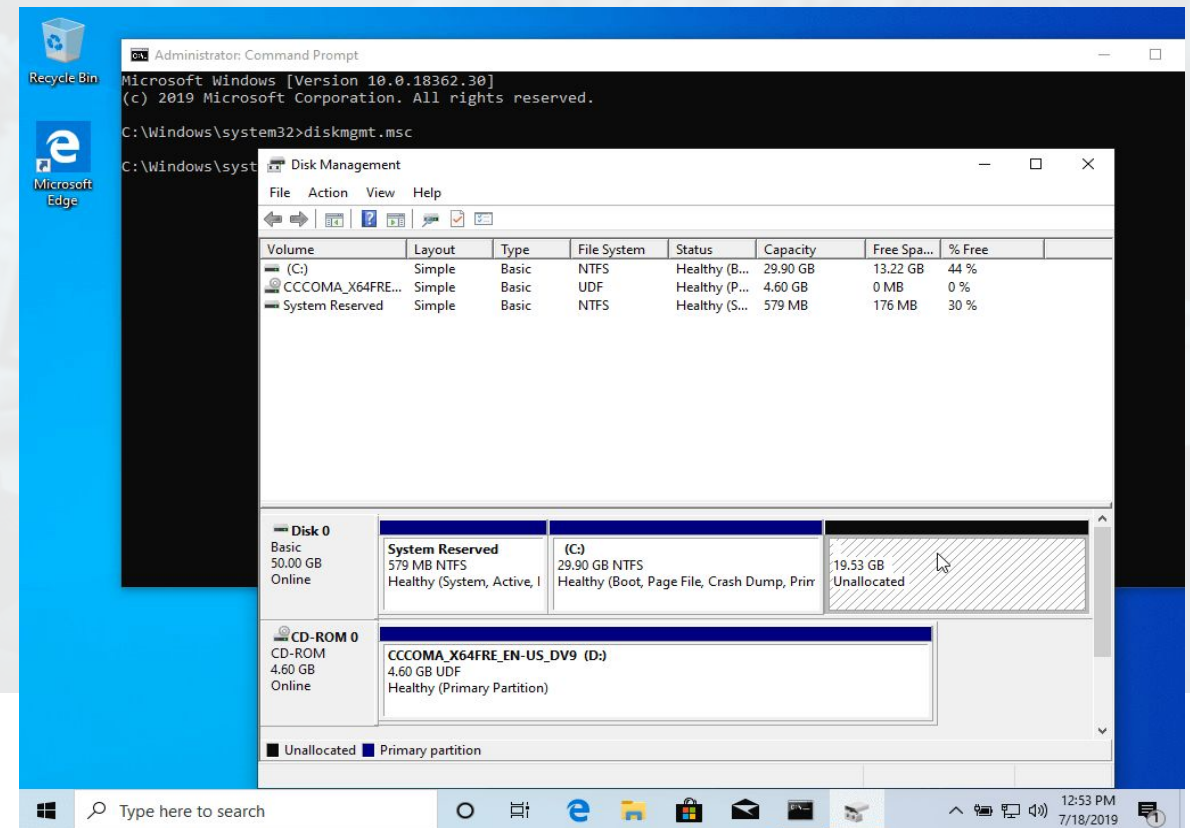 Recycle Bin
Microsoft Edge
Administrator: Command Prompt
Microsoft Windows [Version 10.0.18362.30]
(c) 2019 Microsoft Corporation. All rights reserved.
C:\Windows\system32>diskmgmt.msc
C:\Windows\syst
Disk Management
File Action View Help
Volume Layout Type File System Status Capacity Free Spa... % Free
(C:) Simple Basic NTFS Healthy (B... 29.90 GB 13.22 GB 44 %
CCCOMA_X64FRE... Simple Basic UDF Healthy (P... 4.60 GB 0 MB 0 %
System Reserved Simple Basic NTFS Healthy (S... 579 MB 176 MB 30 %
Disk 0
Basic
50.00 GB
Online
System Reserved
579 MB NTFS
Healthy (System, Active, I
(C:)
29.90 GB NTFS
Healthy (Boot, Page File, Crash Dump, Prim
19.53 GB
Unallocated
CD-ROM 0
CD-ROM
4.60 GB
Online
CCCOMA_X64FRE_EN-US_DV9 (D:)
4.60 GB UDF
Healthy (Primary Partition)
Unallocated Primary partition
Type here to search
12:53 PM
7/18/2019
1